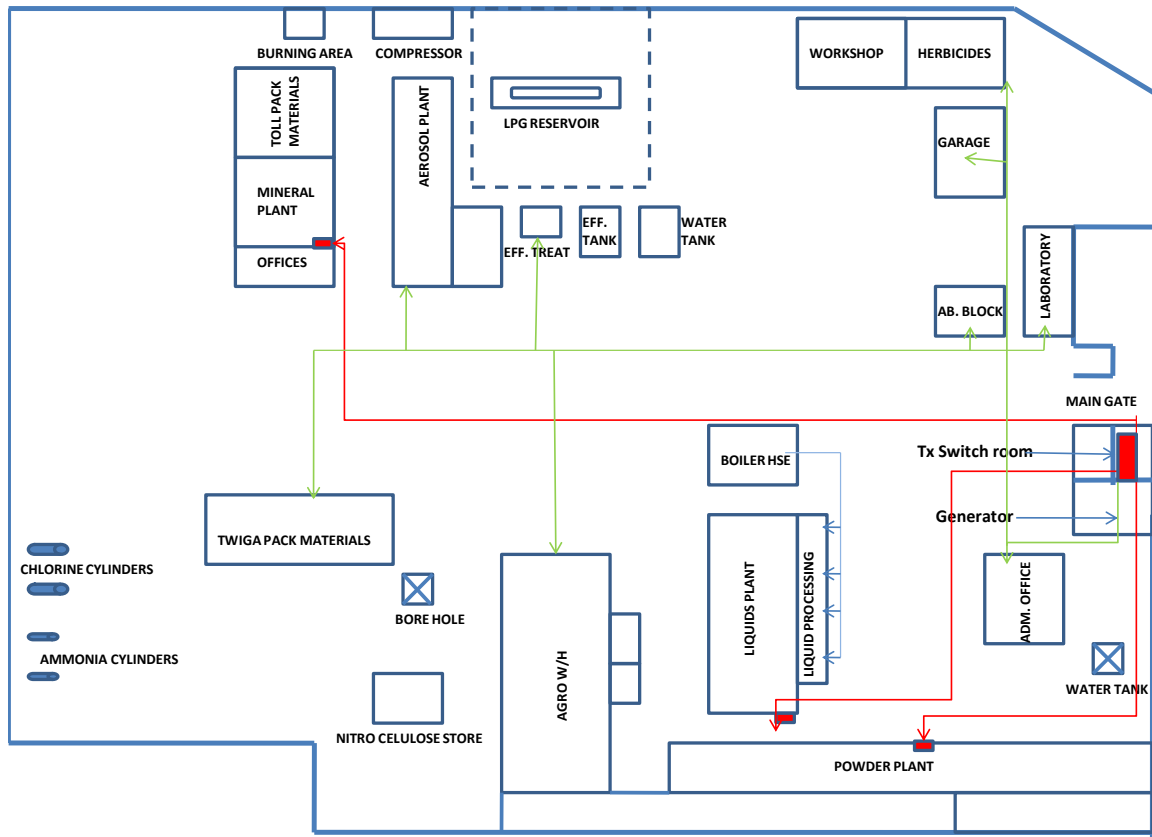 BURNING AREA
COMPRESSOR
WORKSHOP
HERBICIDES
TOLL PACK
MATERIALS
AEROSOL PLANT
LPG RESERVOIR
GARAGE
MINERAL
PLANT
OFFICES
EFF. TREAT
EFF.
TANK
WATER
TANK
LABORATORY
AB. BLOCK
MAIN GATE
Tx Switch room
BOILER HSE
Generator
TWIGA PACK MATERIALS
CHLORINE CYLINDERS
BORE HOLE
LIQUIDS PLANT
LIQUID PROCESSING
ADM. OFFICE
AMMONIA CYLINDERS
AGRO W/H
WATER TANK
NITRO CELULOSE STORE
POWDER PLANT